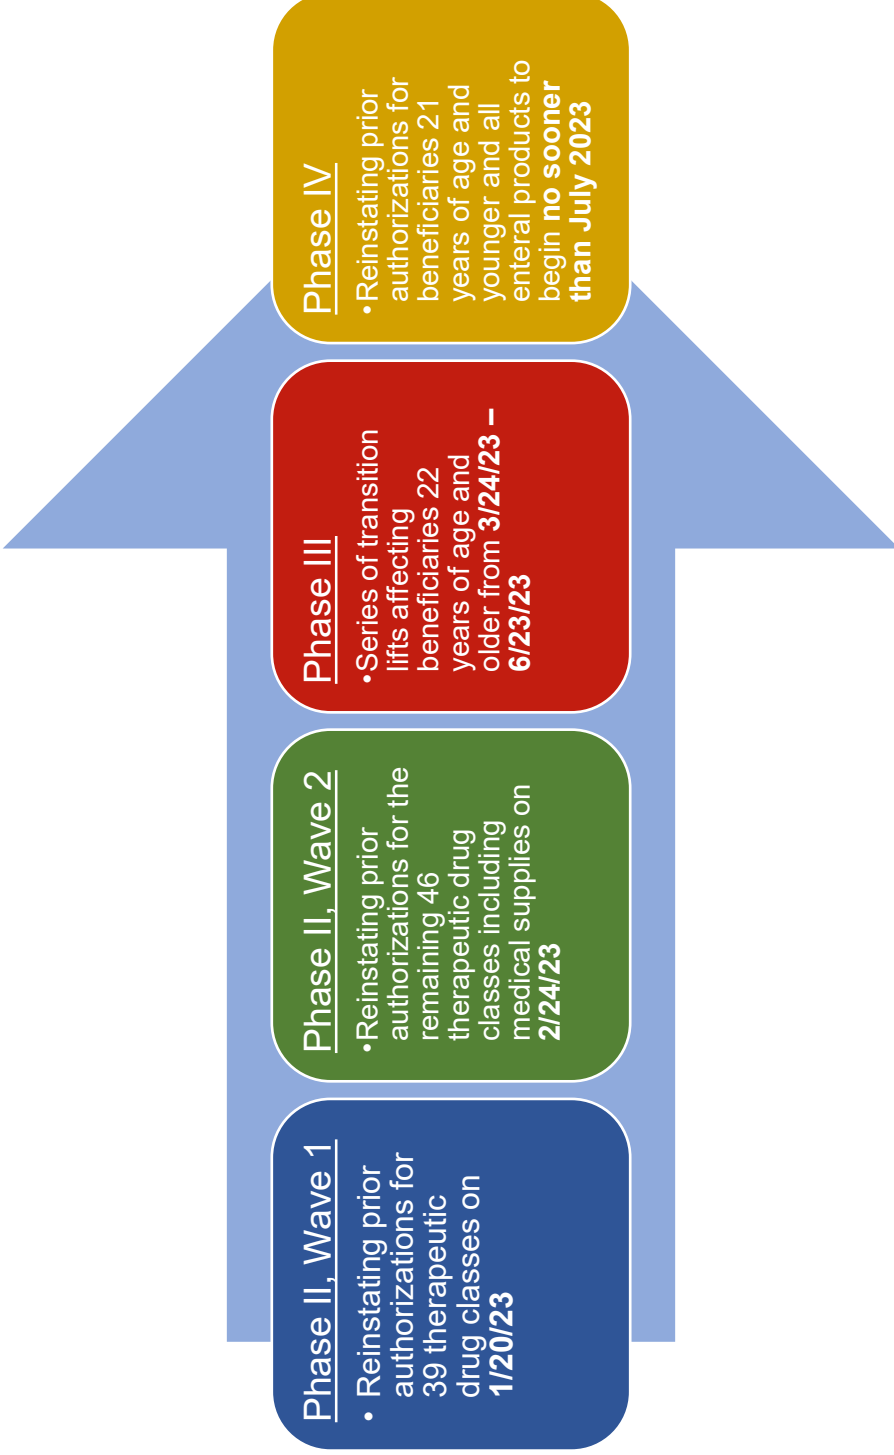 Phase II, Wave 1
• Reinstating prior
authorizations for
39 therapeutic
drug classes on
1/20/23
Phase II, Wave 2
•Reinstating prior
authorizations for the
remaining 46
therapeutic drug
classes including
medical supplies on
2/24/23
Phase III
•Series of transition
lifts affecting
beneficiaries 22
years of age and
older from 3/24/23 –
6/23/23
Phase IV
•Reinstating prior
authorizations for
beneficiaries 21
years of age and
younger and all
enteral products to
begin no sooner
than July 2023